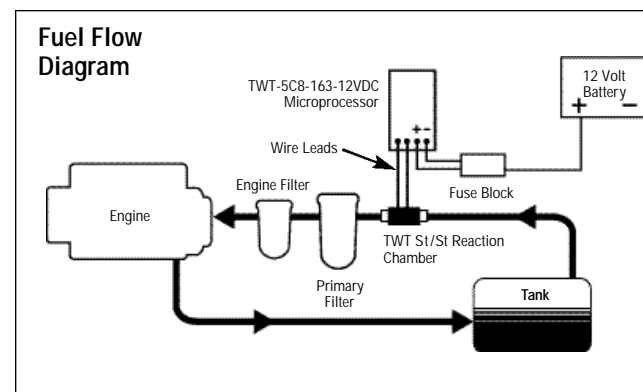 Fuel Flow
Diagram
TWT-5C8-163-12VDC
Microprocessor
12 Volt
Battery
+ −
+ −
Wire Leads
Fuse Block
Engine Filter
Engine
TWT St/St Reaction
Chamber
Primary
Filter
Tank